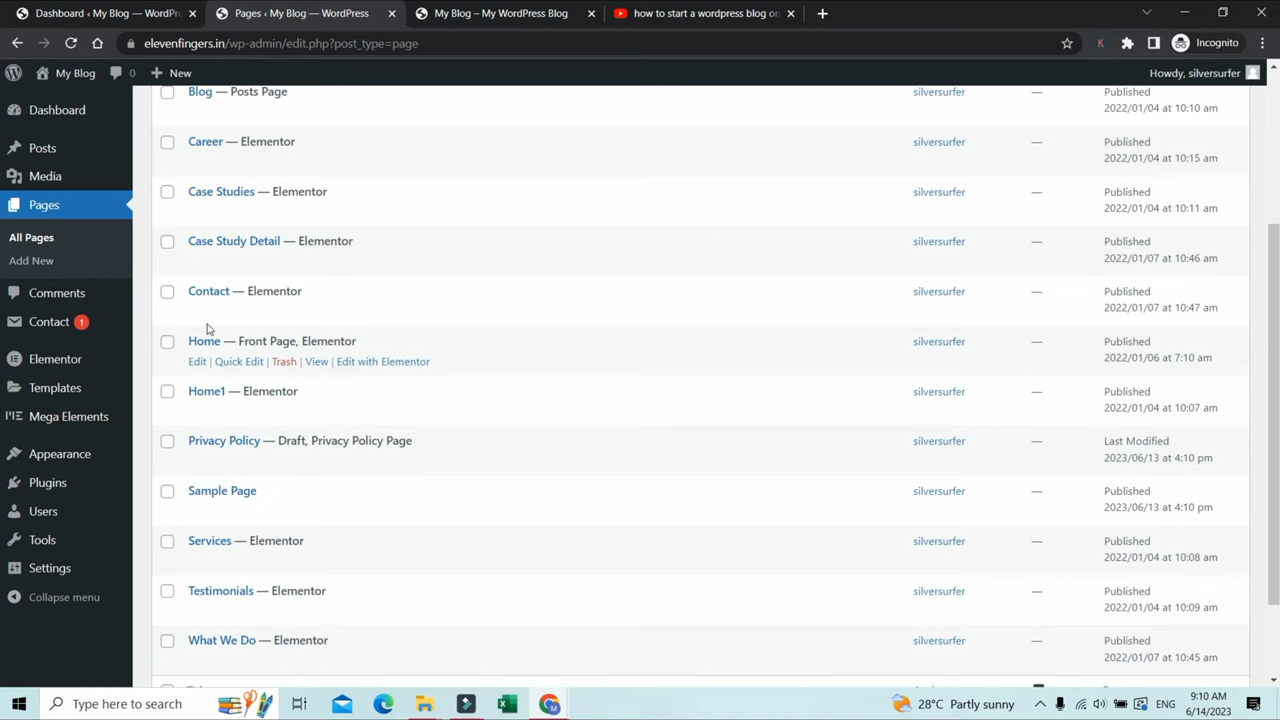 Dashboard ‹ My Blog — WordPr
Pages ‹ My Blog — WordPress
My Blog – My WordPress Blog
how to start a wordpress blog on
elevenfingers.in/wp-admin/edit.php?post_type=page
Incognito
My Blog
0
New
Howdy, silversurfer
Dashboard
Posts
Media
Pages
All Pages
Add New
Comments
Contact 1
Elementor
Templates
Mega Elements
Appearance
Plugins
Users
Tools
Settings
Collapse menu
Blog — Posts Page silversurfer — Published
2022/01/04 at 10:10 am
Career — Elementor silversurfer — Published
2022/01/04 at 10:15 am
Case Studies — Elementor silversurfer — Published
2022/01/04 at 10:11 am
Case Study Detail — Elementor silversurfer — Published
2022/01/07 at 10:46 am
Contact — Elementor silversurfer — Published
2022/01/07 at 10:47 am
Home — Front Page, Elementor silversurfer — Published
Edit | Quick Edit | Trash | View | Edit with Elementor 2022/01/06 at 7:10 am
Home1 — Elementor silversurfer — Published
2022/01/04 at 10:07 am
Privacy Policy — Draft, Privacy Policy Page silversurfer — Last Modified
2023/06/13 at 4:10 pm
Sample Page silversurfer — Published
2023/06/13 at 4:10 pm
Services — Elementor silversurfer — Published
2022/01/04 at 10:08 am
Testimonials — Elementor silversurfer — Published
2022/01/04 at 10:09 am
What We Do — Elementor silversurfer — Published
2022/01/07 at 10:45 am
Type here to search
28°C Partly sunny
ENG
9:10 AM
6/14/2023